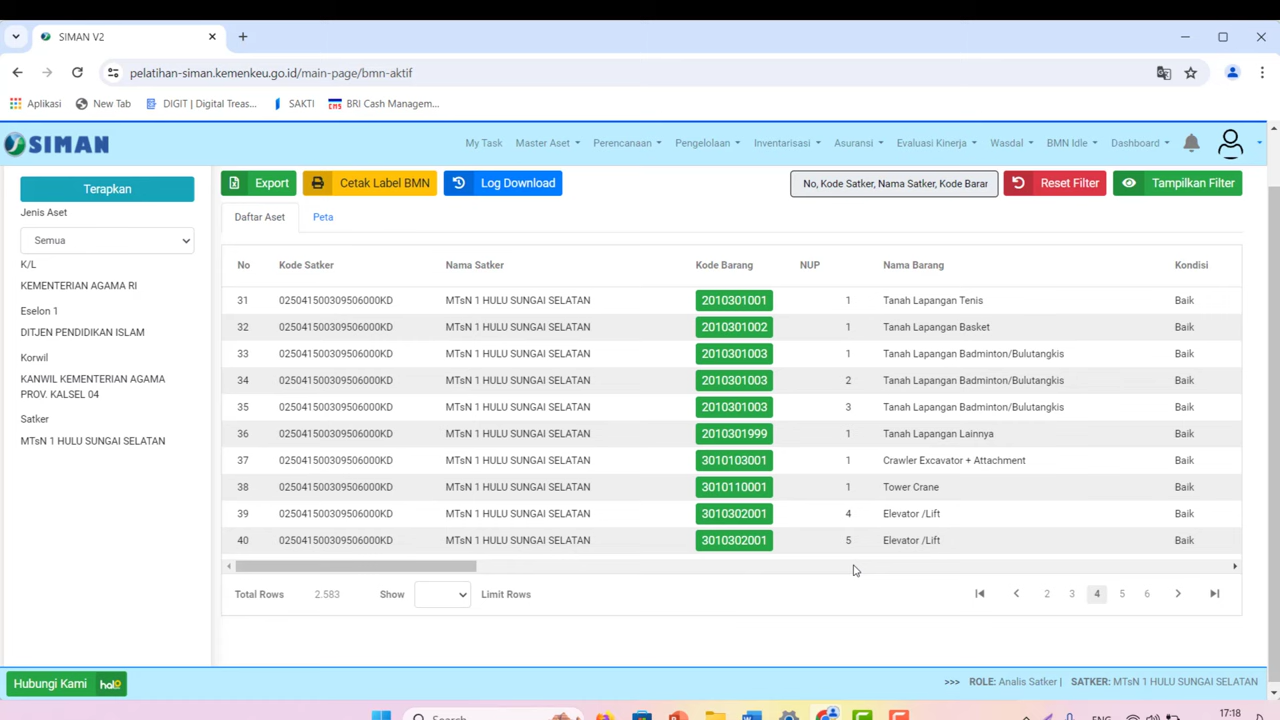 SIMAN V2
pelatihan-siman.kemenkeu.go.id/main-page/bmn-aktif
Aplikasi New Tab DIGIT | Digital Treas... SAKTI BRI Cash Managem...
SIMAN My Task Master Aset Perencanaan Pengelolaan Inventarisasi Asuransi Evaluasi Kinerja Wasdal BMN Idle Dashboard
Terapkan
Jenis Aset
Semua
K/L
KEMENTERIAN AGAMA RI
Eselon 1
DITJEN PENDIDIKAN ISLAM
Korwil
KANWIL KEMENTERIAN AGAMA
PROV. KALSEL 04
Satker
MTsN 1 HULU SUNGAI SELATAN
Export Cetak Label BMN Log Download No, Kode Satker, Nama Satker, Kode Barar Reset Filter Tampilkan Filter
Daftar Aset Peta
No Kode Satker Nama Satker Kode Barang NUP Nama Barang Kondisi
31 025041500309506000KD MTsN 1 HULU SUNGAI SELATAN 2010301001 1 Tanah Lapangan Tenis Baik
32 025041500309506000KD MTsN 1 HULU SUNGAI SELATAN 2010301002 1 Tanah Lapangan Basket Baik
33 025041500309506000KD MTsN 1 HULU SUNGAI SELATAN 2010301003 1 Tanah Lapangan Badminton/Bulutangkis Baik
34 025041500309506000KD MTsN 1 HULU SUNGAI SELATAN 2010301003 2 Tanah Lapangan Badminton/Bulutangkis Baik
35 025041500309506000KD MTsN 1 HULU SUNGAI SELATAN 2010301003 3 Tanah Lapangan Badminton/Bulutangkis Baik
36 025041500309506000KD MTsN 1 HULU SUNGAI SELATAN 2010301999 1 Tanah Lapangan Lainnya Baik
37 025041500309506000KD MTsN 1 HULU SUNGAI SELATAN 3010103001 1 Crawler Excavator + Attachment Baik
38 025041500309506000KD MTsN 1 HULU SUNGAI SELATAN 3010110001 1 Tower Crane Baik
39 025041500309506000KD MTsN 1 HULU SUNGAI SELATAN 3010302001 4 Elevator /Lift Baik
40 025041500309506000KD MTsN 1 HULU SUNGAI SELATAN 3010302001 5 Elevator /Lift Baik
Total Rows 2.583 Show Limit Rows 2 3 4 5 6
Hubungi Kami halo >>> ROLE: Analis Satker | SATKER: MTsN 1 HULU SUNGAI SELATAN
Search ENG 17:18